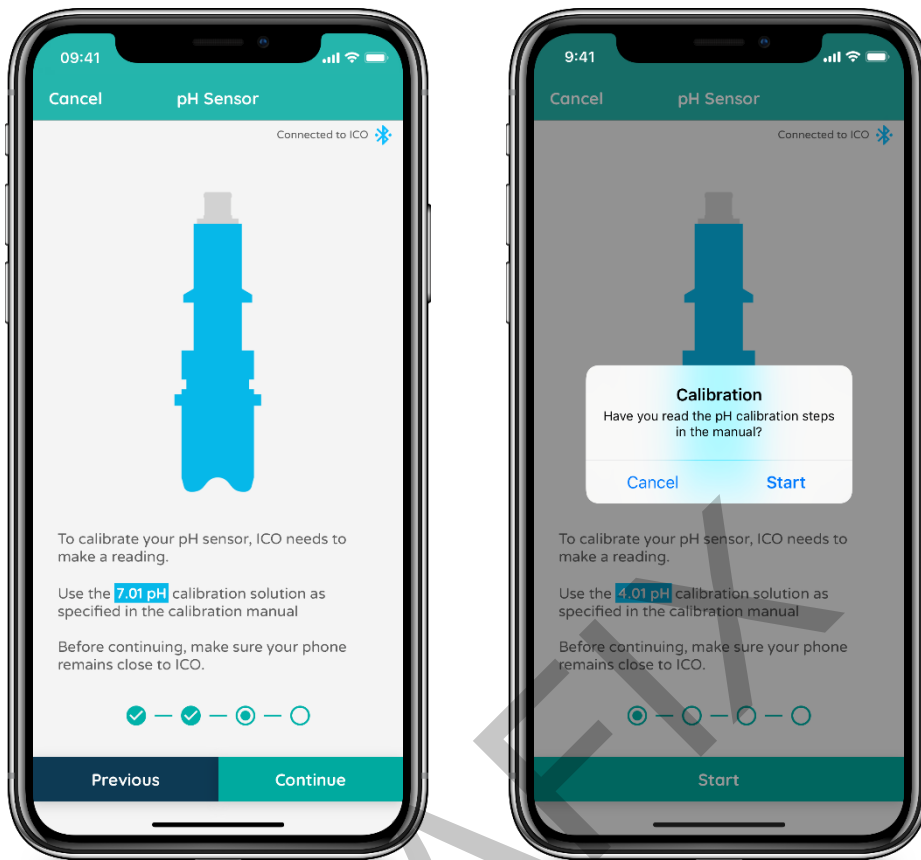 09:41
Cancel pH Sensor
Connected to ICO
To calibrate your pH sensor, ICO needs to
make a reading.
Use the 7.01 pH calibration solution as
specified in the calibration manual
Before continuing, make sure your phone
remains close to ICO.
Previous Continue
9:41
Cancel pH Sensor
Connected to ICO
Calibration
Have you read the pH calibration steps
in the manual?
Cancel Start
To calibrate your pH sensor, ICO needs to
make a reading.
Use the 4.01 pH calibration solution as
specified in the calibration manual
Before continuing, make sure your phone
remains close to ICO.
Start